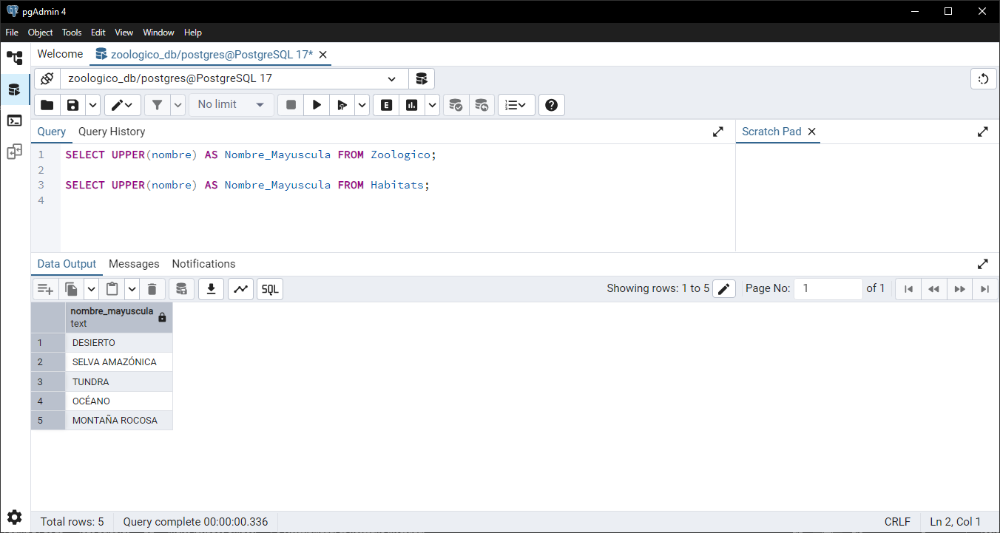 pgAdmin 4
File Object Tools Edit View Window Help
Welcome zoologico_db/postgres@PostgreSQL 17*
zoologico_db/postgres@PostgreSQL 17
No limit E
Query Query History Scratch Pad
1 SELECT UPPER(nombre) AS Nombre_Mayuscula FROM Zoologico;
2
3 SELECT UPPER(nombre) AS Nombre_Mayuscula FROM Habitats;
4
Data Output Messages Notifications
SQL Showing rows: 1 to 5 Page No: 1 of 1
nombre_mayuscula
text
1 DESIERTO
2 SELVA AMAZÓNICA
3 TUNDRA
4 OCÉANO
5 MONTAÑA ROCOSA
Total rows: 5 Query complete 00:00:00.336 CRLF Ln 2, Col 1